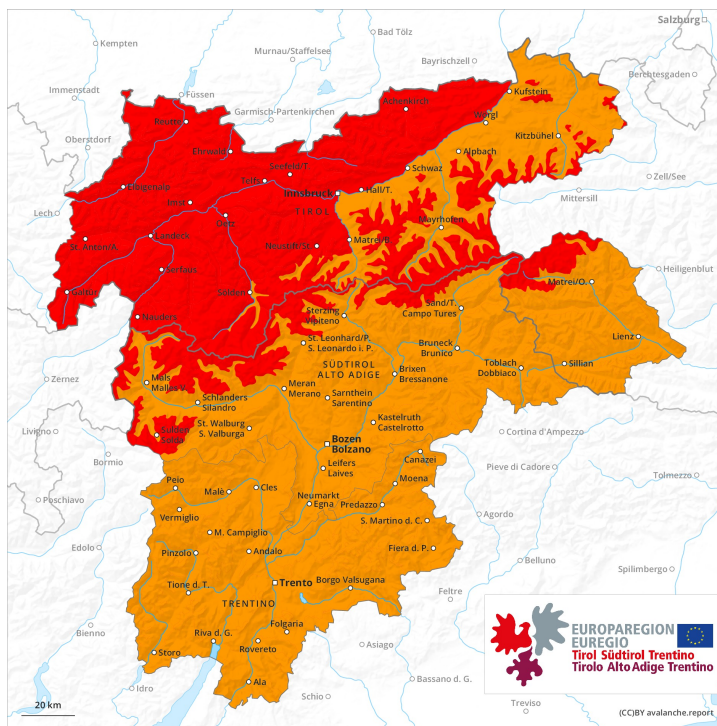 Salzburg
Kempten
Bad Tölz
Murnau/Staffelsee
Bayrischzell
Berchtesgaden
Immenstadt
Füssen
Garmisch-Partenkirchen
Achenkirch
Kufstein
Reutte
Wörgl
Oberstdorf
Kitzbühel
Ehrwald
Alpbach
Seefeld/T.
Schwaz
Telfs
Zell/See
Elbigenalp
Innsbruck
Hall/T.
Mittersill
Imst
TIROL
Lech
Oetz
Mayrhofen
St. Anton/A.
Landeck
Neustift/St.
Matrei/B.
Serfaus
Heiligenblut
Galtür
Sölden
Matrei/O.
Nauders
Sterzing
Vipiteno
Sand/T.
Campo Tures
Lienz
St. Leonhard/P.
S. Leonardo i. P.
Bruneck
Brunico
SÜDTIROL
ALTO ADIGE
Toblach
Dobbiaco
Sillian
Zernez
Mals
Malles V.
Meran
Merano
Brixen
Bressanone
Schlanders
Silandro
Sarnthein
Sarentino
Livigno
St. Walburg
S. Valburga
Kastelruth
Castelrotto
Sulden
Solda
Cortina d'Ampezzo
Bozen
Bolzano
Bormio
Canazei
Leifers
Laives
Pieve di Cadore
Tolmezzo
Peio
Malè
Cles
Moena
Poschiavo
Neumarkt
Egna
Predazzo
Vermiglio
Agordo
M. Campiglio
S. Martino d. C.
Edolo
Pinzolo
Andalo
Fiera d. P.
Belluno
Spilimbergo
Tione d. T.
Trento
Borgo Valsugana
Feltre
TRENTINO
Bienno
Riva d. G.
Folgaria
Rovereto
Asiago
Storo
Bassano d. G.
Idro
Ala
Schio
Treviso
EUROPAREGION
EUREGIO
Tirol Südtirol Trentino
Tirolo Alto Adige Trentino
20 km
(CC)BY avalanche.report